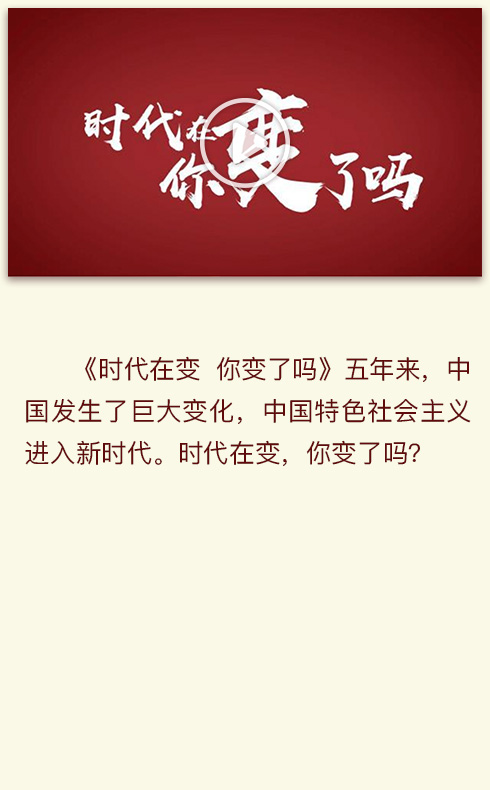 时代在变
你变了吗
《时代在变 你变了吗》五年来，中
国发生了巨大变化，中国特色社会主义
进入新时代。时代在变，你变了吗？